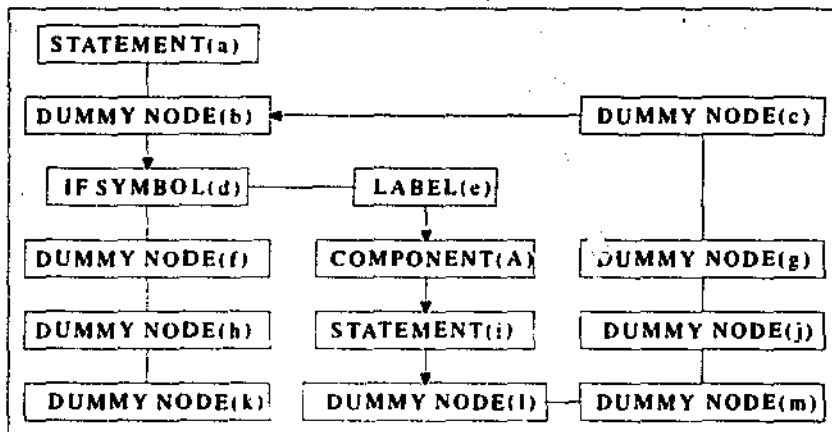 STATEMENT(a)
DUMMY NODE(b) DUMMY NODE(c)
IF SYMBOL(d) LABEL(e)
DUMMY NODE(f) COMPONENT(A) DUMMY NODE(g)
DUMMY NODE(h) STATEMENT(i) DUMMY NODE(j)
DUMMY NODE(k) DUMMY NODE(l) DUMMY NODE(m)